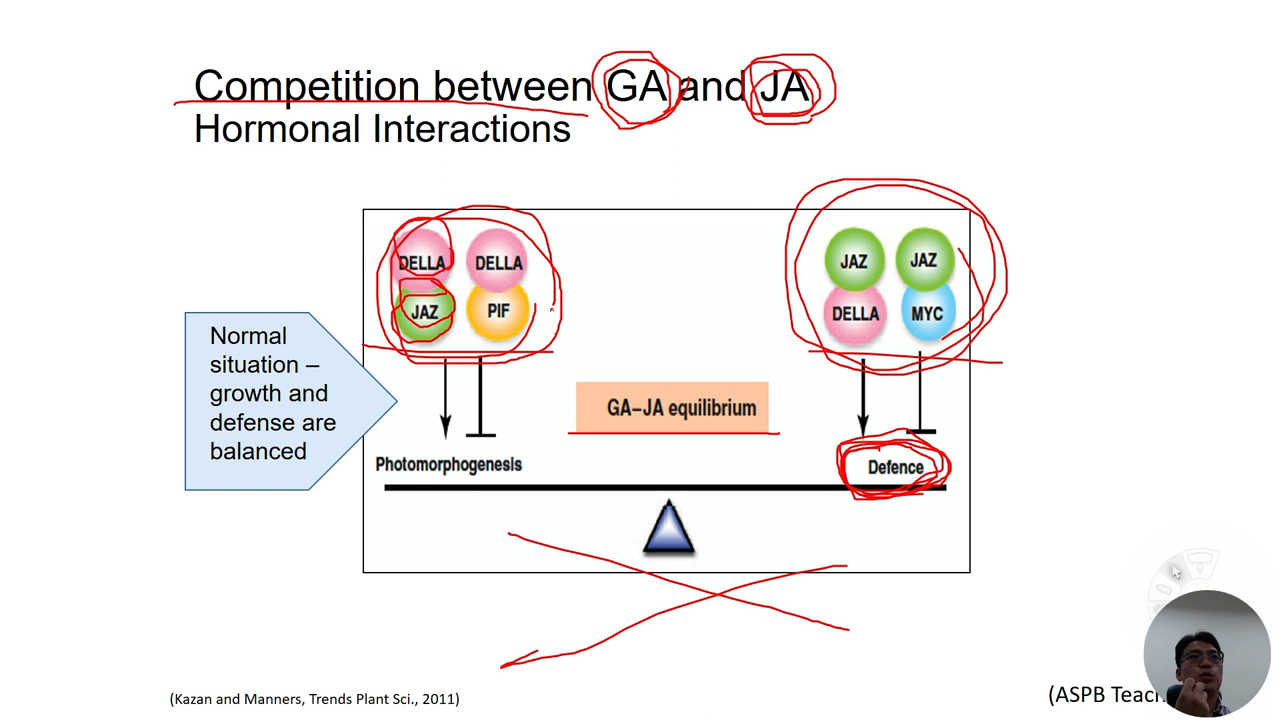 Competition between GA and JA
Hormonal Interactions
DELLA
DELLA
JAZ
PIF
JAZ
JAZ
DELLA
MYC
Normal
situation –
growth and
defense are
balanced
GA–JA equilibrium
Photomorphogenesis
Defence
(Kazan and Manners, Trends Plant Sci., 2011)
(ASPB Teach